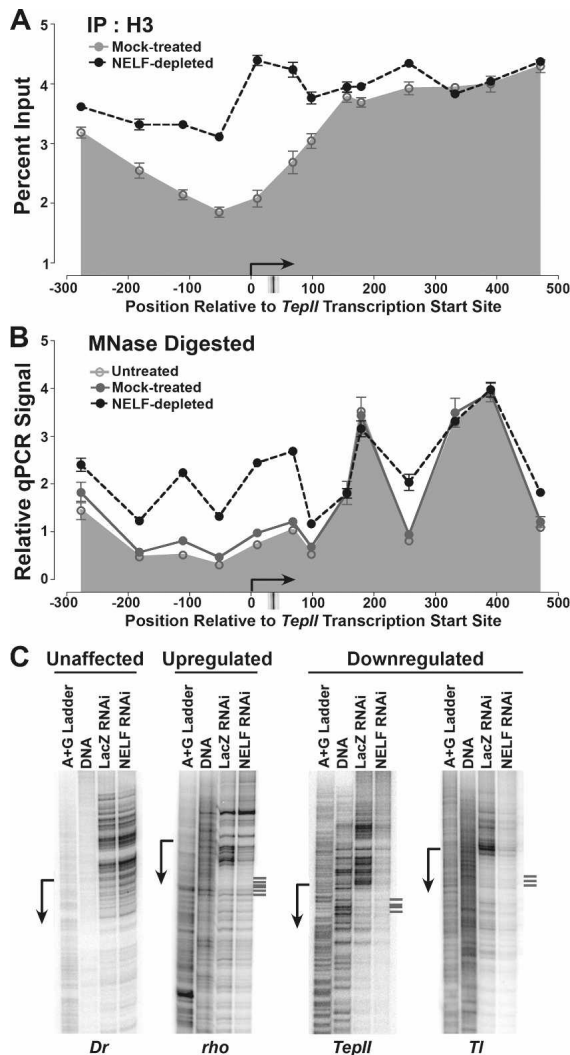 A
IP : H3
Mock-treated
NELF-depleted
Percent Input
5
4
3
2
1
-300 -200 -100 0 100 200 300 400 500
Position Relative to TepII Transcription Start Site
B
MNase Digested
Untreated
Mock-treated
NELF-depleted
Relative qPCR Signal
5
4
3
2
1
0
-300 -200 -100 0 100 200 300 400 500
Position Relative to TepII Transcription Start Site
C
Unaffected Upregulated Downregulated
A+G Ladder DNA LacZ RNAi NELF RNAi
A+G Ladder DNA LacZ RNAi NELF RNAi
A+G Ladder DNA LacZ RNAi NELF RNAi
A+G Ladder DNA LacZ RNAi NELF RNAi
Dr rho TepII Tl